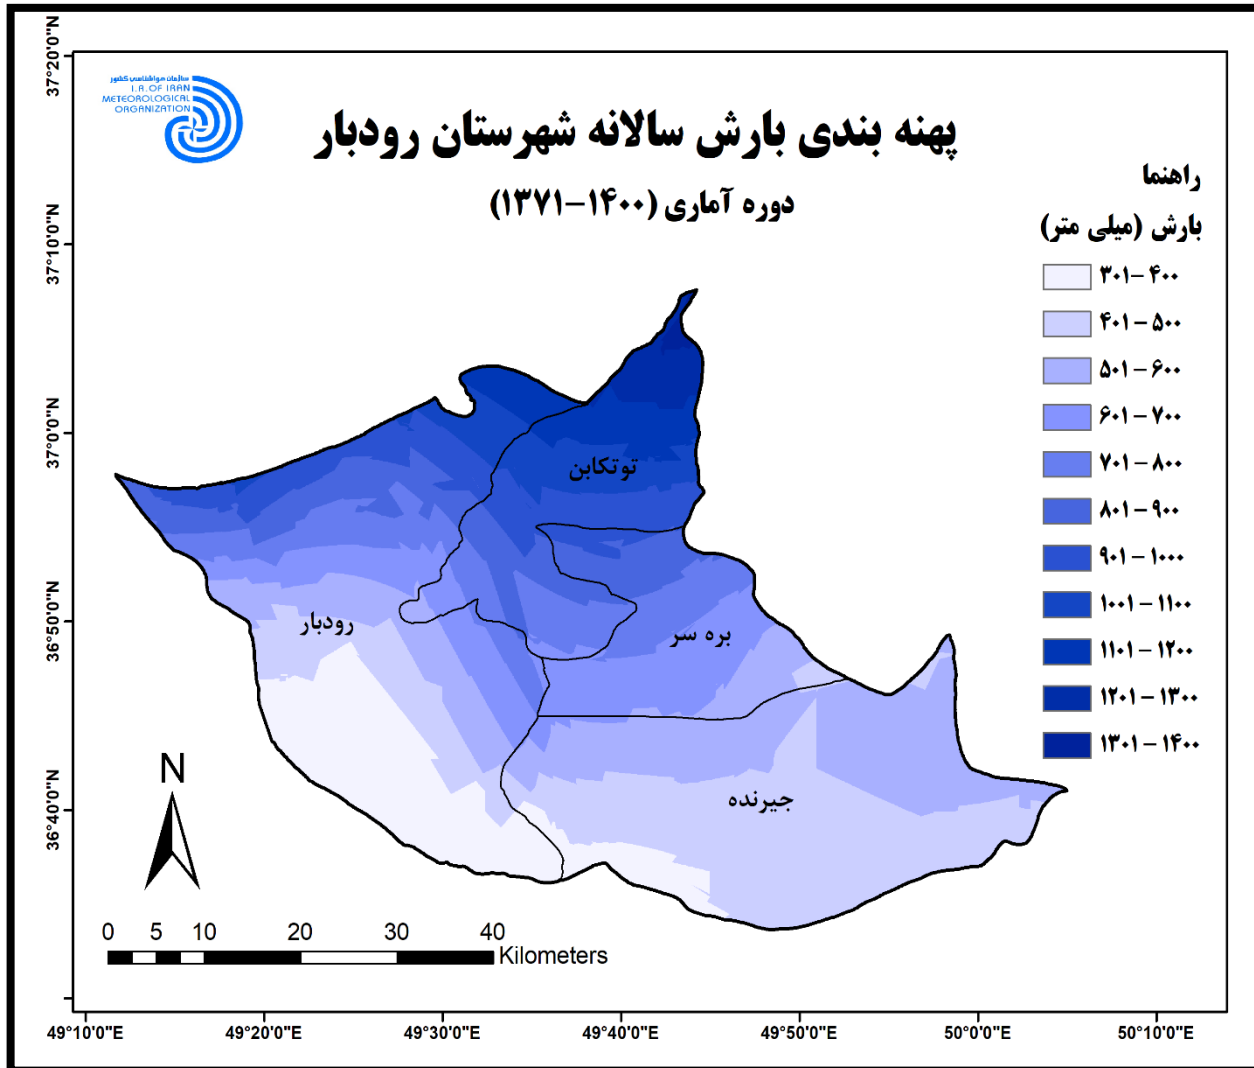 سازمان هواشناسی کشور
I.R.OF IRAN
METEOROLOGICAL
ORGANIZATION
پهنه بندی بارش سالانه شهرستان رودبار
دوره آماری (۱۴۰۰–۱۳۷۱)
راهنما
بارش (میلی متر)
۳۰۱–۴۰۰
۴۰۱–۵۰۰
۵۰۱–۶۰۰
۶۰۱–۷۰۰
۷۰۱–۸۰۰
۸۰۱–۹۰۰
۹۰۱–۱۰۰۰
۱۰۰۱–۱۱۰۰
۱۱۰۱–۱۲۰۰
۱۲۰۱–۱۳۰۰
۱۳۰۱–۱۴۰۰
توتکابن
رودبار
بره سر
جیرنده
N
0 5 10 20 30 40
Kilometers
37°20'0"N
37°10'0"N
37°0'0"N
36°50'0"N
36°40'0"N
49°10'0"E 49°20'0"E 49°30'0"E 49°40'0"E 49°50'0"E 50°0'0"E 50°10'0"E